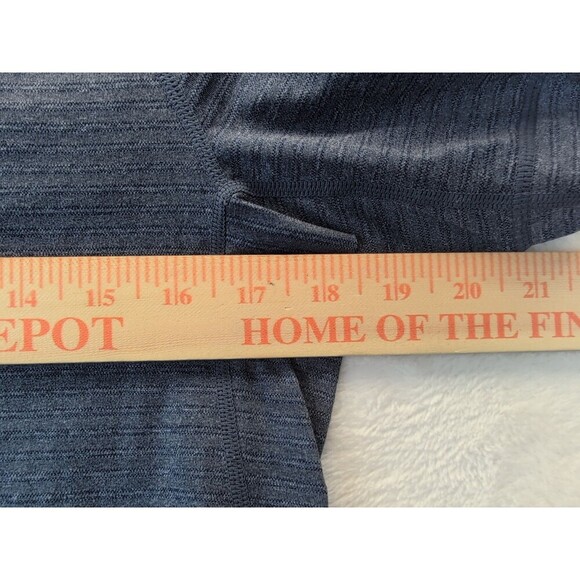 14 15 16 17 18 19 20 21
EPOT HOME OF THE FIN